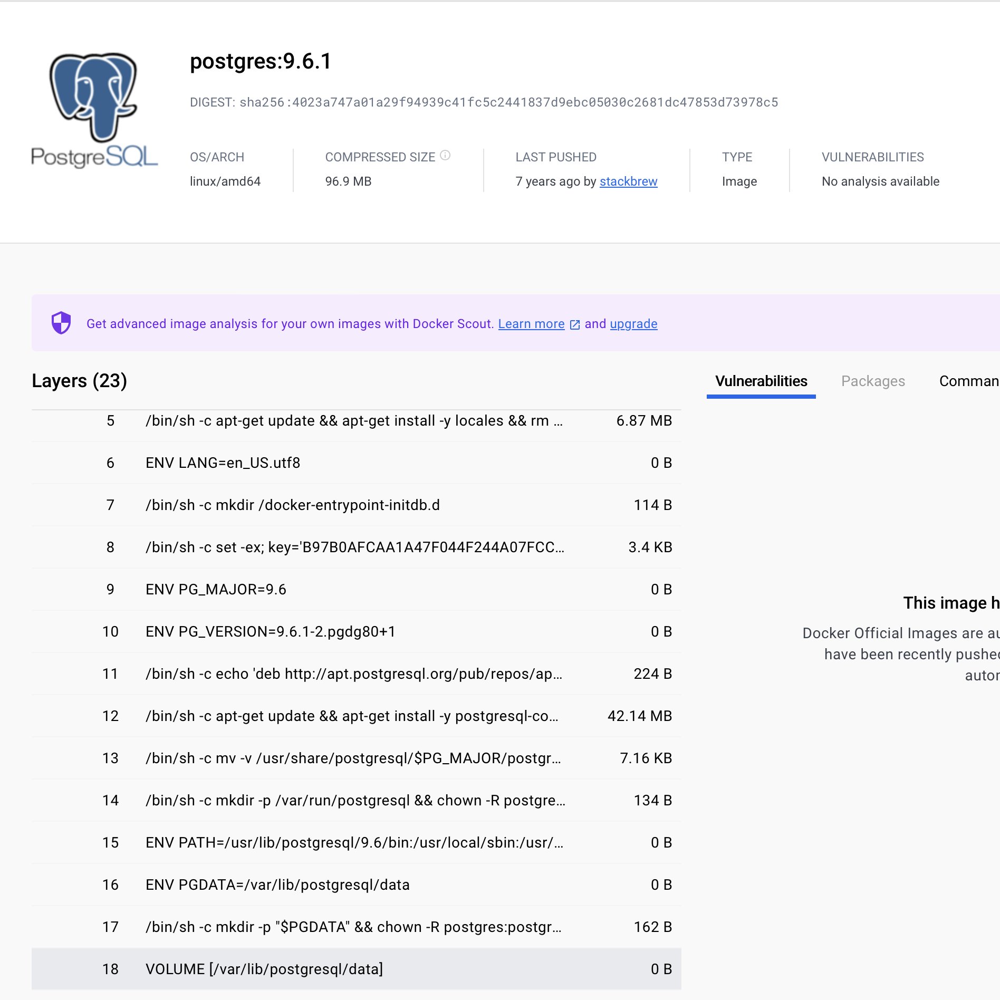 PostgreSQL
postgres:9.6.1
DIGEST: sha256:4023a747a01a29f94939c41fc5c2441837d9ebc05030c2681dc47853d73978c5
OS/ARCH
linux/amd64
COMPRESSED SIZE
96.9 MB
LAST PUSHED
7 years ago by stackbrew
TYPE
Image
VULNERABILITIES
No analysis available
Get advanced image analysis for your own images with Docker Scout. Learn more and upgrade
Layers (23)
5 /bin/sh -c apt-get update && apt-get install -y locales && rm ... 6.87 MB
6 ENV LANG=en_US.utf8 0 B
7 /bin/sh -c mkdir /docker-entrypoint-initdb.d 114 B
8 /bin/sh -c set -ex; key='B97B0AFCAA1A47F044F244A07FCC... 3.4 KB
9 ENV PG_MAJOR=9.6 0 B
10 ENV PG_VERSION=9.6.1-2.pgdg80+1 0 B
11 /bin/sh -c echo 'deb http://apt.postgresql.org/pub/repos/ap... 224 B
12 /bin/sh -c apt-get update && apt-get install -y postgresql-co... 42.14 MB
13 /bin/sh -c mv -v /usr/share/postgresql/$PG_MAJOR/postgr... 7.16 KB
14 /bin/sh -c mkdir -p /var/run/postgresql && chown -R postgre... 134 B
15 ENV PATH=/usr/lib/postgresql/9.6/bin:/usr/local/sbin:/usr/... 0 B
16 ENV PGDATA=/var/lib/postgresql/data 0 B
17 /bin/sh -c mkdir -p "$PGDATA" && chown -R postgres:postgr... 162 B
18 VOLUME [/var/lib/postgresql/data] 0 B
Vulnerabilities Packages Comman
This image h
Docker Official Images are au
have been recently pushed
autom